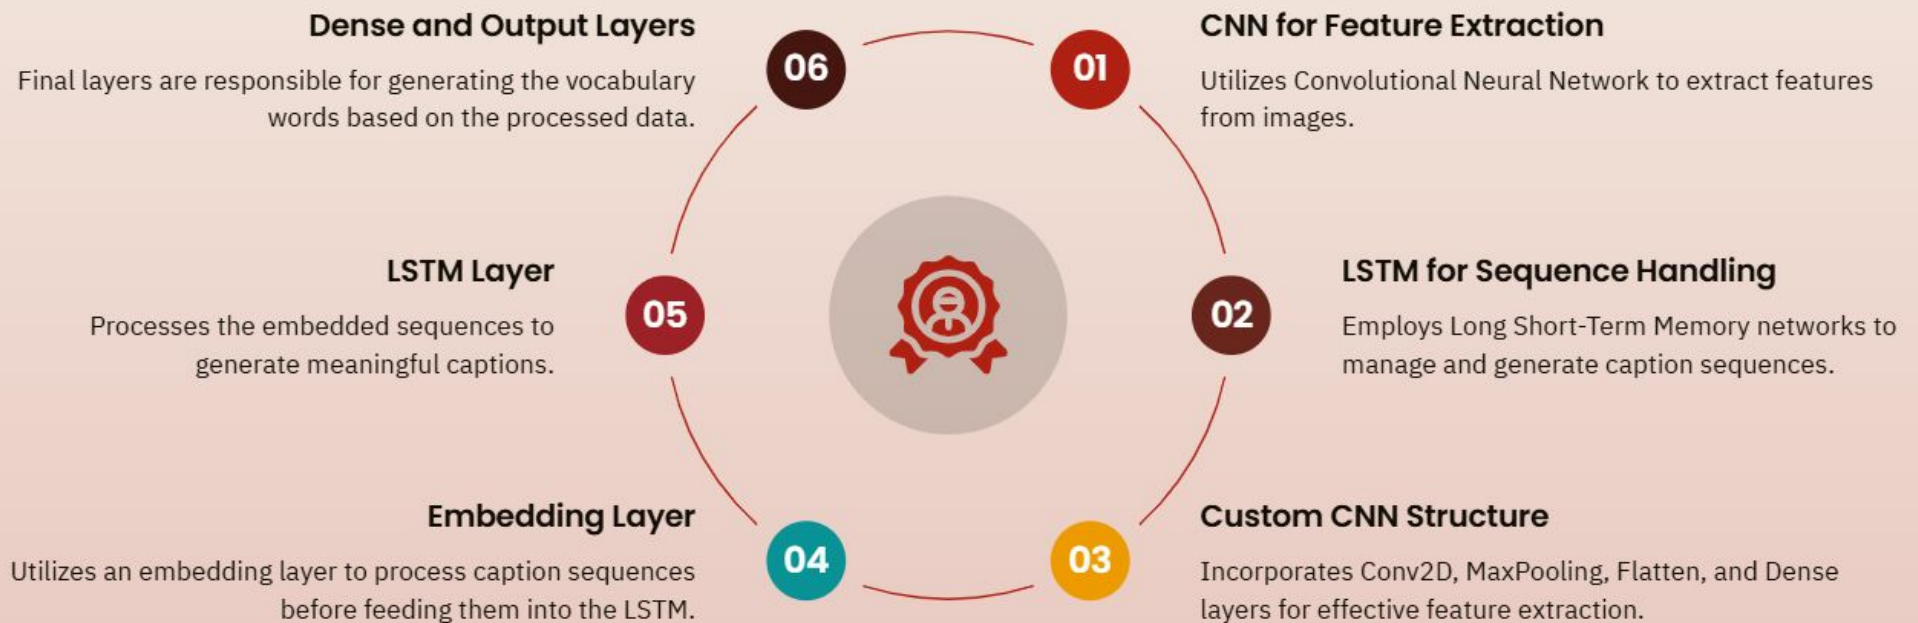 01
CNN for Feature Extraction
Utilizes Convolutional Neural Network to extract features
from images.
02
LSTM for Sequence Handling
Employs Long Short-Term Memory networks to
manage and generate caption sequences.
03
Custom CNN Structure
Incorporates Conv2D, MaxPooling, Flatten, and Dense
layers for effective feature extraction.
04
Embedding Layer
Utilizes an embedding layer to process caption sequences
before feeding them into the LSTM.
05
LSTM Layer
Processes the embedded sequences to
generate meaningful captions.
06
Dense and Output Layers
Final layers are responsible for generating the vocabulary
words based on the processed data.